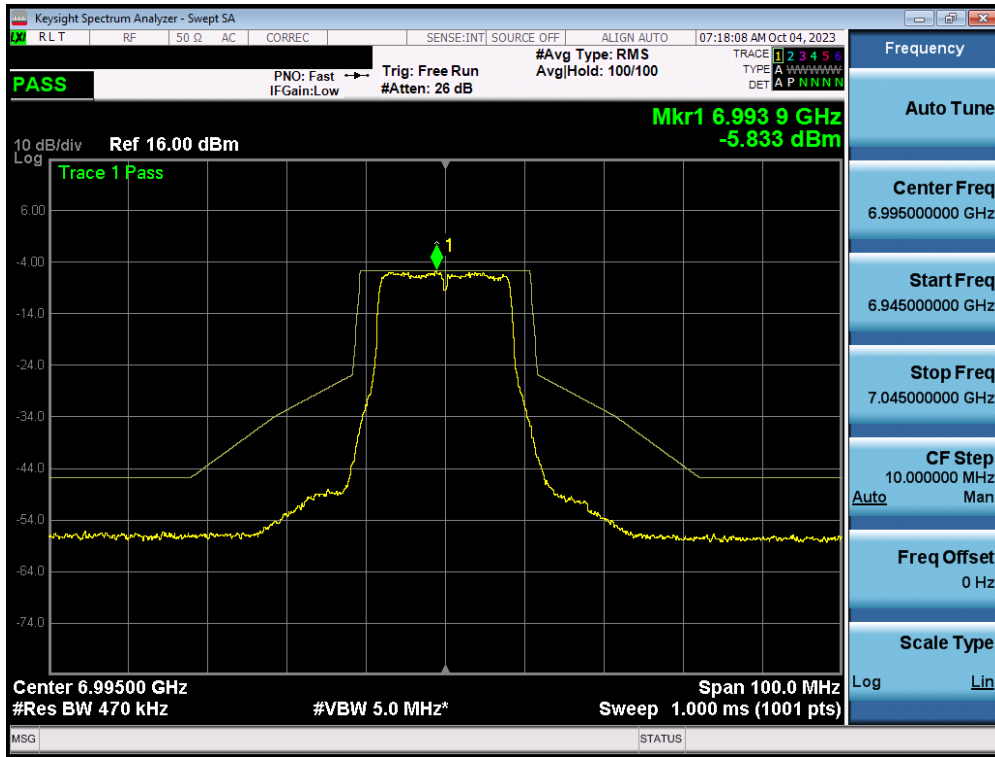 Keysight Spectrum Analyzer - Swept SA
LXI RLT RF 50 Ω AC CORREC SENSE:INT SOURCE OFF ALIGN AUTO 07:18:08 AM Oct 04, 2023
PASS
PNO: Fast
IFGain:Low
Trig: Free Run
#Atten: 26 dB
#Avg Type: RMS
Avg|Hold: 100/100
TRACE 1 2 3 4 5 6
TYPE A WWWWW
DET A P N N N N
Mkr1 6.993 9 GHz
-5.833 dBm
10 dB/div Ref 16.00 dBm
Log
Trace 1 Pass
1
6.00
-4.00
-14.0
-24.0
-34.0
-44.0
-54.0
-64.0
-74.0
Center 6.99500 GHz Span 100.0 MHz
#Res BW 470 kHz #VBW 5.0 MHz* Sweep 1.000 ms (1001 pts)
MSG STATUS
Frequency
Auto Tune
Center Freq
6.995000000 GHz
Start Freq
6.945000000 GHz
Stop Freq
7.045000000 GHz
CF Step
10.000000 MHz
Auto Man
Freq Offset
0 Hz
Scale Type
Log Lin